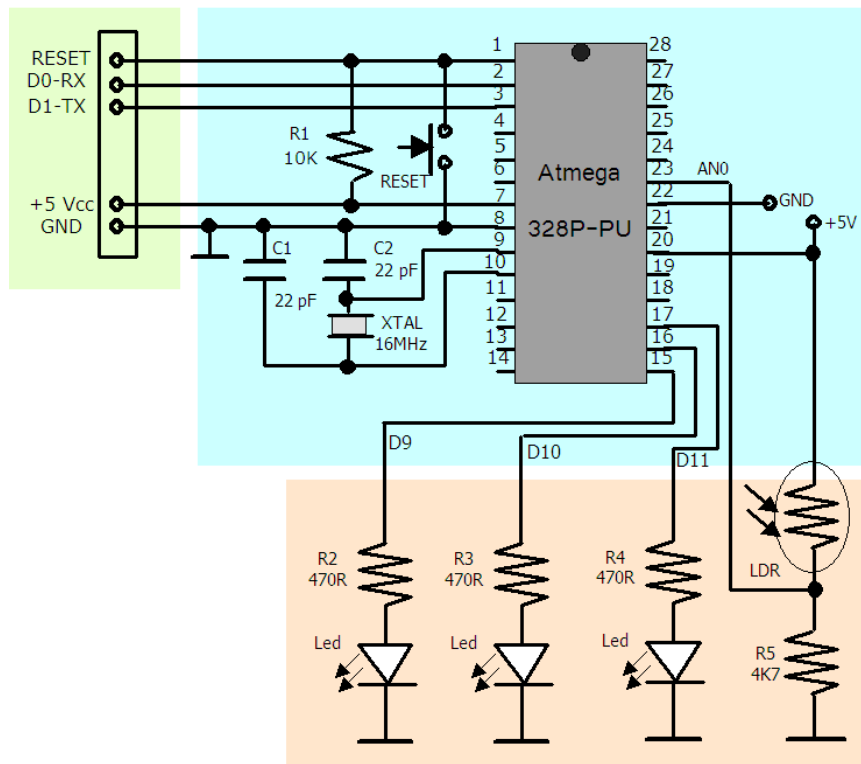 RESET
D0-RX
D1-TX
+5 Vcc
GND
R1
10K
RESET
C1
22 pF
C2
22 pF
XTAL
16MHz
1
2
3
4
5
6
7
8
9
10
11
12
13
14
Atmega
328P-PU
28
27
26
25
24
23
22
21
20
19
18
17
16
15
AN0
GND
+5V
D9
D10
D11
R2
470R
Led
R3
470R
Led
R4
470R
Led
LDR
R5
4K7